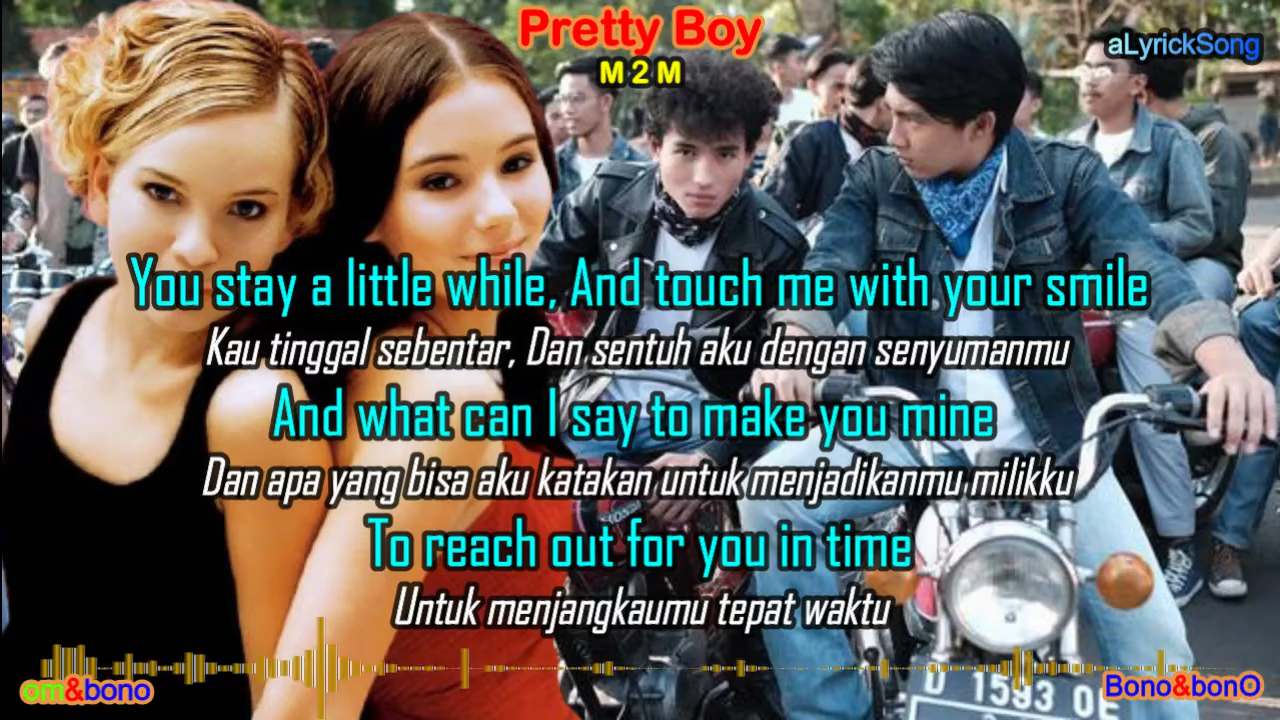 Pretty Boy
M 2 M
aLyrickSong
You stay a little while, And touch me with your smile
Kau tinggal sebentar, Dan sentuh aku dengan senyumanmu
And what can I say to make you mine
Dan apa yang bisa aku katakan untuk menjadikanmu milikku
To reach out for you in time
Untuk menjangkaumu tepat waktu
om&bono
Bono&bonO
D 1593 OE